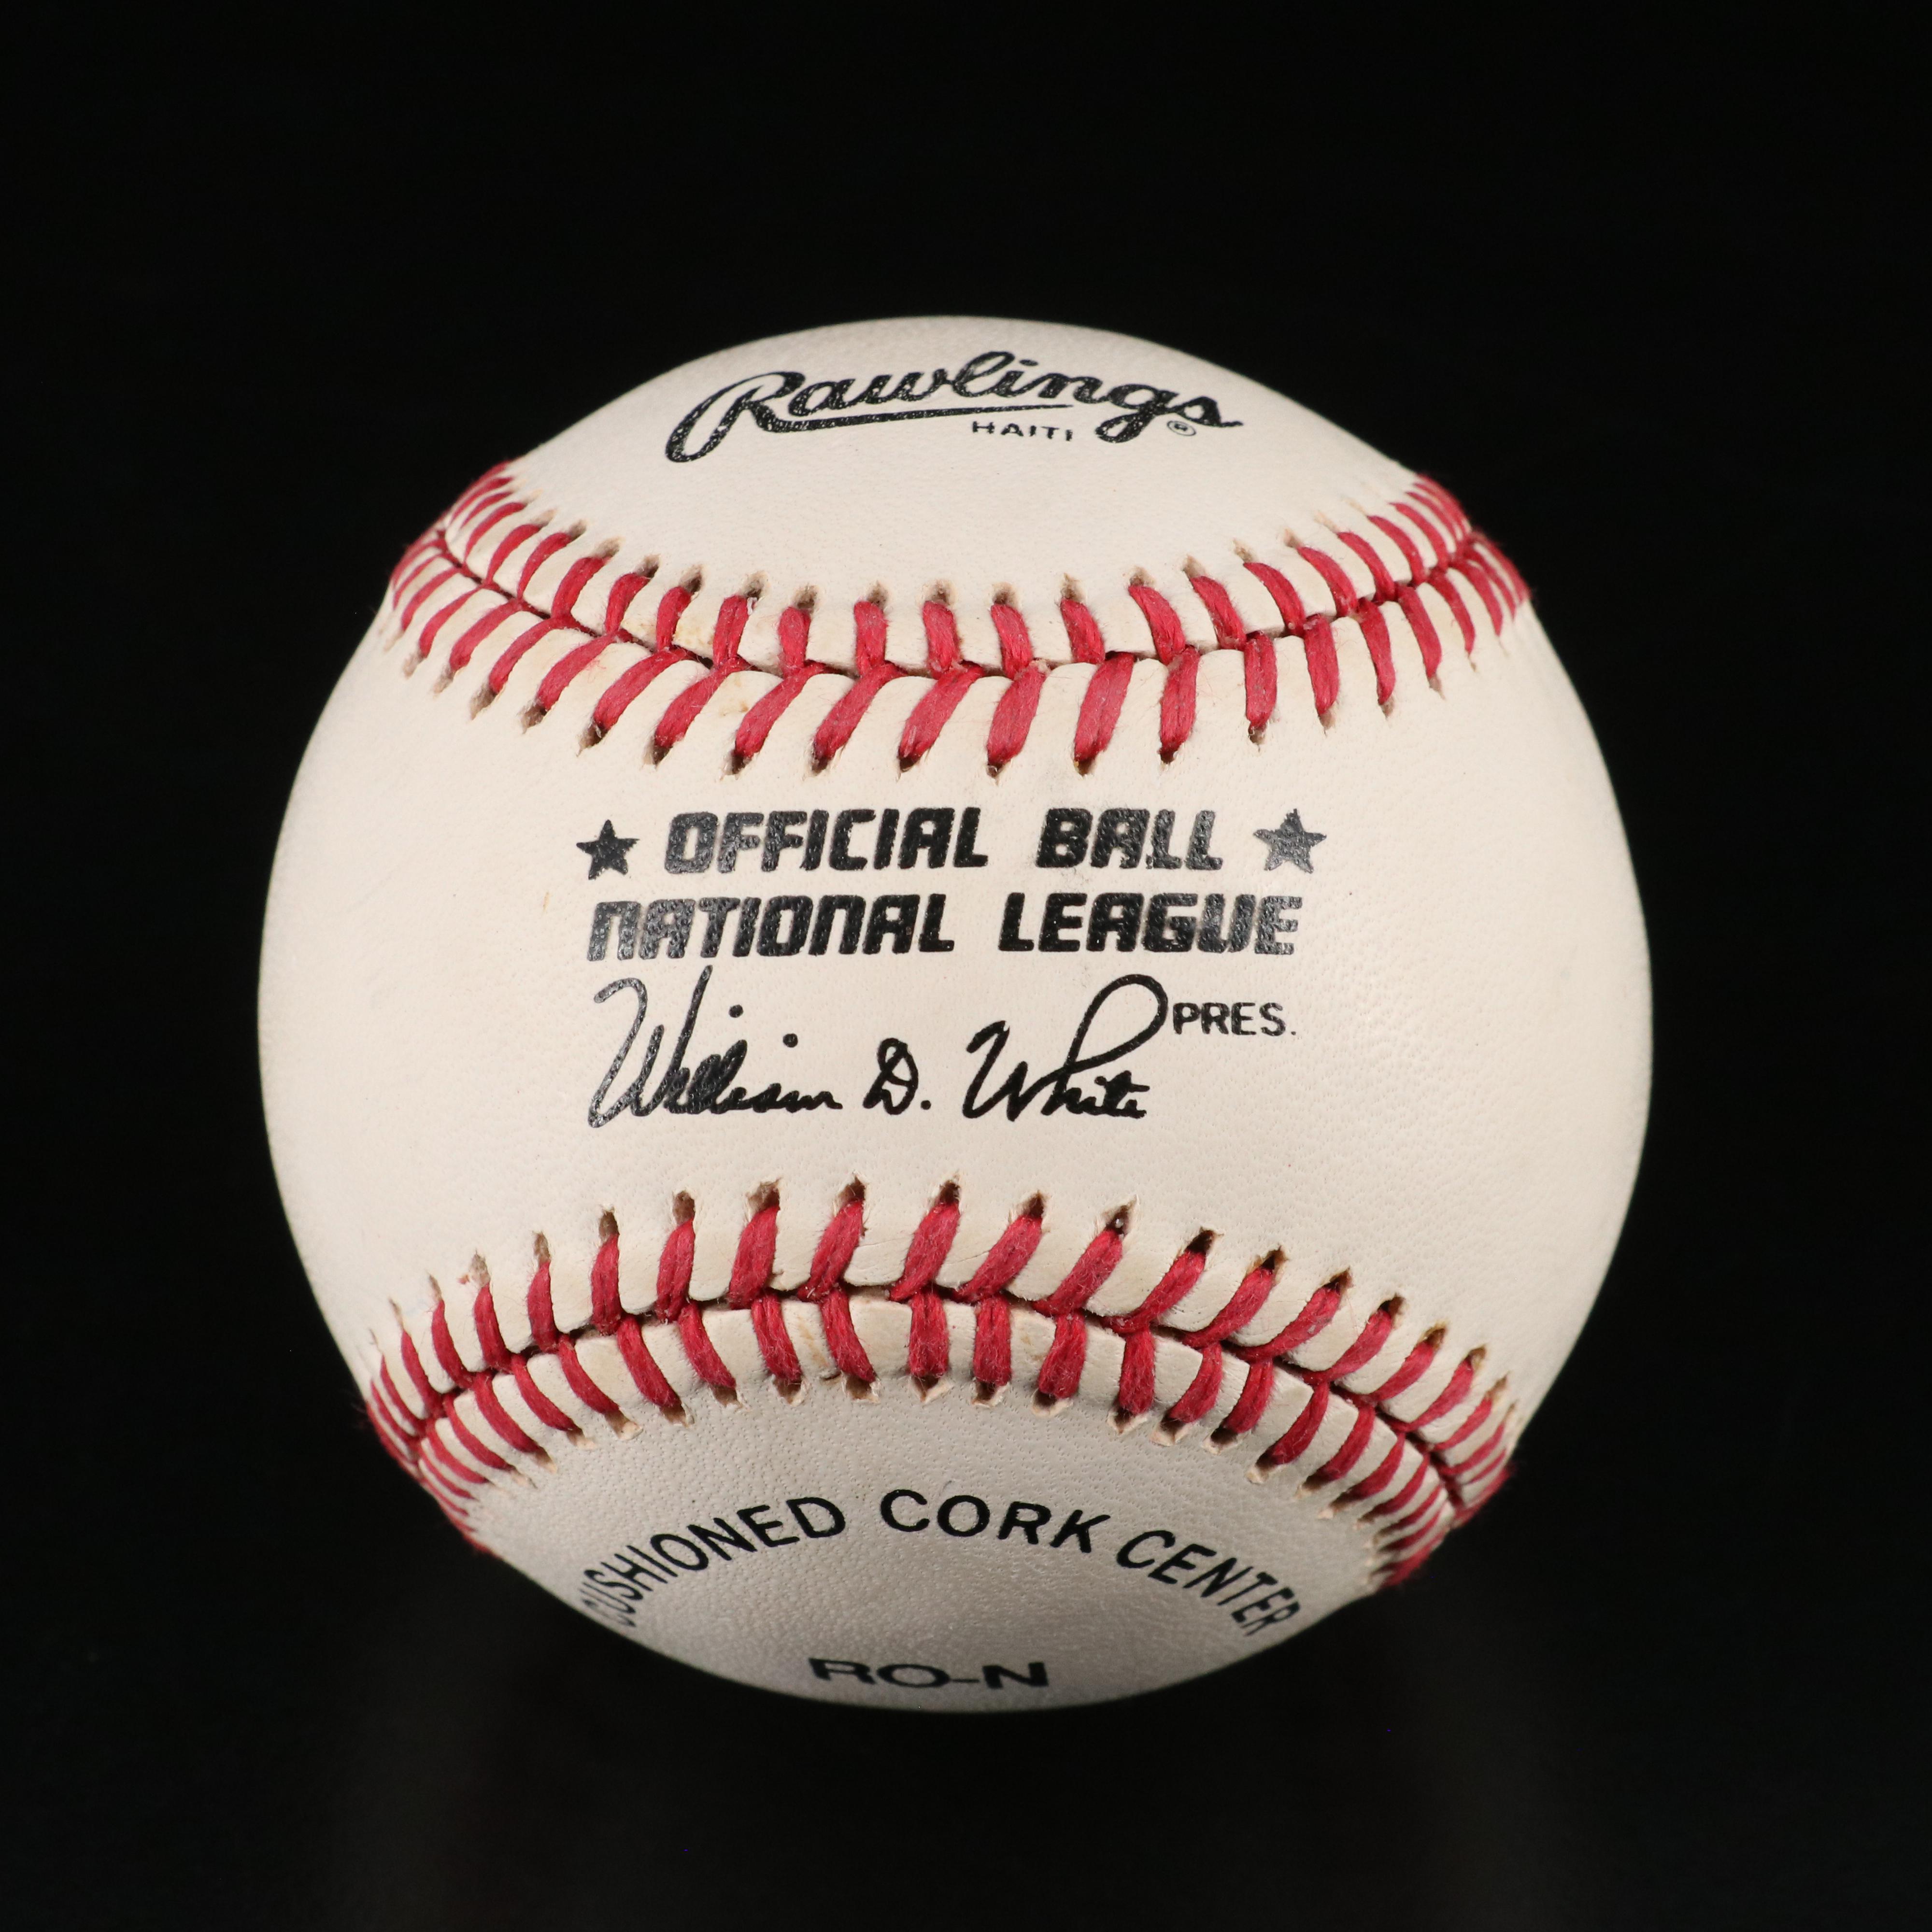 Rawlings®
HAITI
★ OFFICIAL BALL ★
NATIONAL LEAGUE
PRES.
William D. White
CUSHIONED CORK CENTER
RO-N